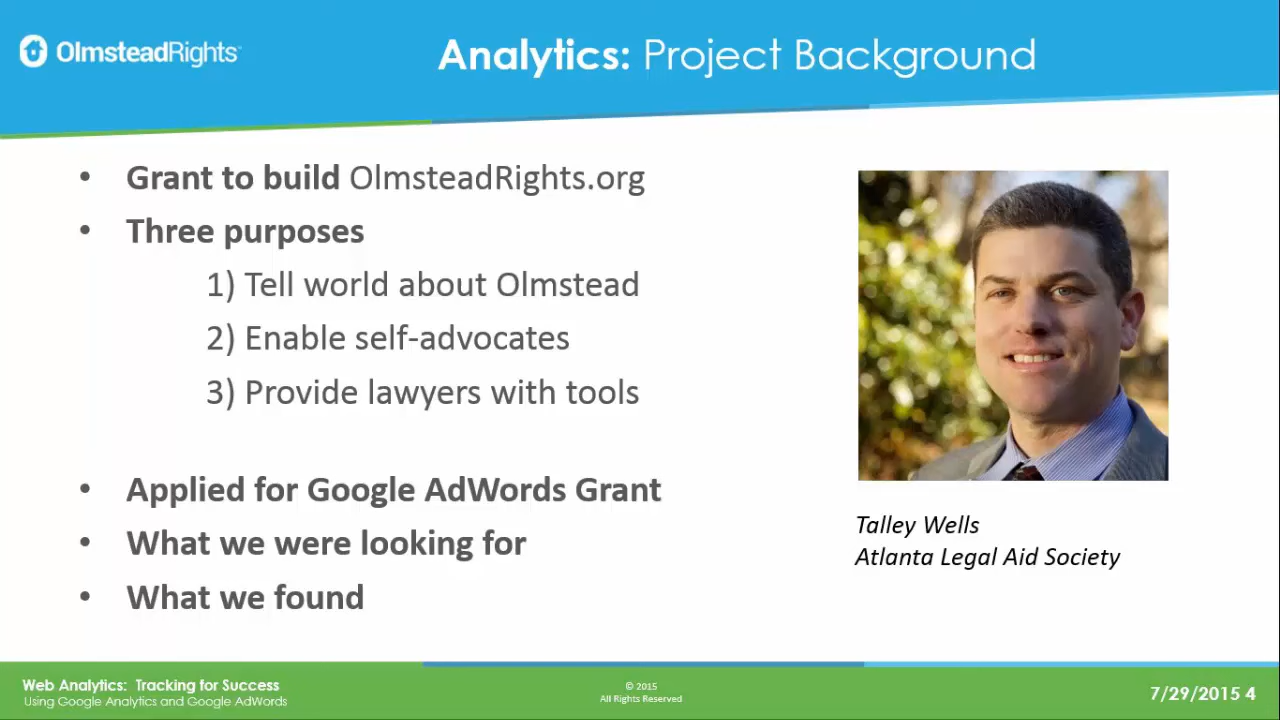 OlmsteadRights
Analytics: Project Background
• Grant to build OlmsteadRights.org
• Three purposes
1) Tell world about Olmstead
2) Enable self-advocates
3) Provide lawyers with tools
• Applied for Google AdWords Grant
• What we were looking for
• What we found
Talley Wells
Atlanta Legal Aid Society
Web Analytics: Tracking for Success
Using Google Analytics and Google AdWords
© 2015
All Rights Reserved
7/29/2015 4